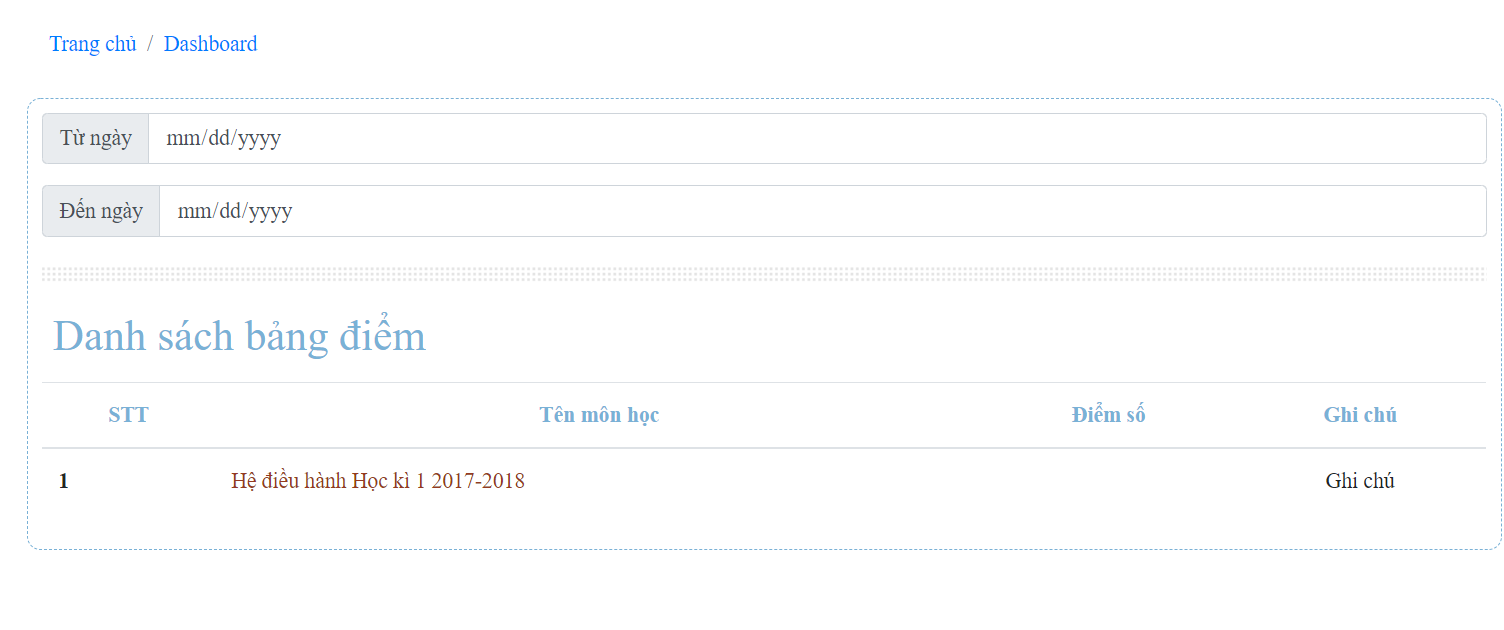 Trang chủ / Dashboard
Từ ngày mm/dd/yyyy
Đến ngày mm/dd/yyyy
Danh sách bảng điểm
STT Tên môn học Điểm số Ghi chú
1 Hệ điều hành Học kì 1 2017-2018 Ghi chú